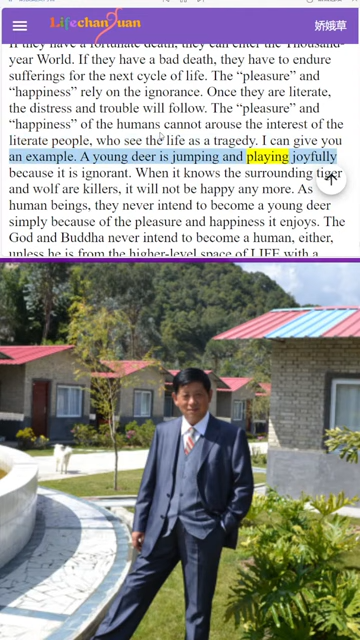 Lifechanyuan
娇娥草
If they have a fortunate death, they can enter the Thousand-
year World. If they have a bad death, they have to endure
sufferings for the next cycle of life. The “pleasure” and
“happiness” rely on the ignorance. Once they are literate,
the distress and trouble will follow. The “pleasure” and
“happiness” of the humans cannot arouse the interest of the
literate people, who see the life as a tragedy. I can give you
an example. A young deer is jumping and playing joyfully
because it is ignorant. When it knows the surrounding tiger
and wolf are killers, it will not be happy any more. As
human beings, they never intend to become a young deer
simply because of the pleasure and happiness it enjoys. The
God and Buddha never intend to become a human, either,
unless he is from the higher-level space of LIFE with a